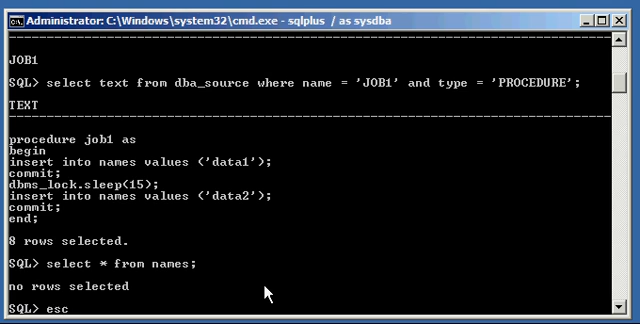 Administrator: C:\Windows\system32\cmd.exe - sqlplus / as sysdba
--------------------------------------------------------------------------------
JOB1
SQL> select text from dba_source where name = 'JOB1' and type = 'PROCEDURE';
TEXT
--------------------------------------------------------------------------------
procedure job1 as
begin
insert into names values ('data1');
commit;
dbms_lock.sleep(15);
insert into names values ('data2');
commit;
end;
8 rows selected.
SQL> select * from names;
no rows selected
SQL> esc